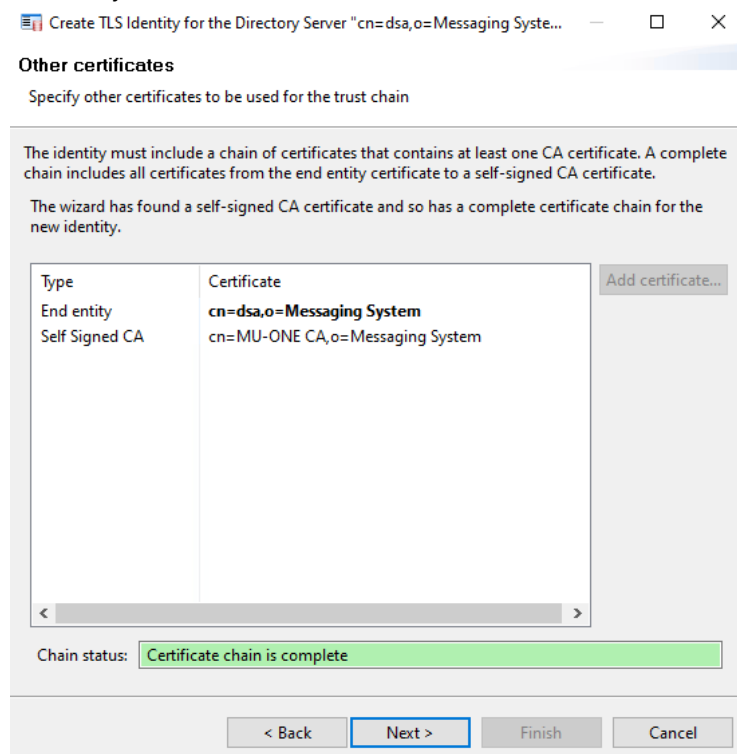 Create TLS Identity for the Directory Server "cn=dsa,o=Messaging Syste...
Other certificates
Specify other certificates to be used for the trust chain
The identity must include a chain of certificates that contains at least one CA certificate. A complete
chain includes all certificates from the end entity certificate to a self-signed CA certificate.
The wizard has found a self-signed CA certificate and so has a complete certificate chain for the
new identity.
Type Certificate
End entity cn=dsa,o=Messaging System
Self Signed CA cn=MU-ONE CA,o=Messaging System
Add certificate...
Chain status: Certificate chain is complete
< Back Next > Finish Cancel